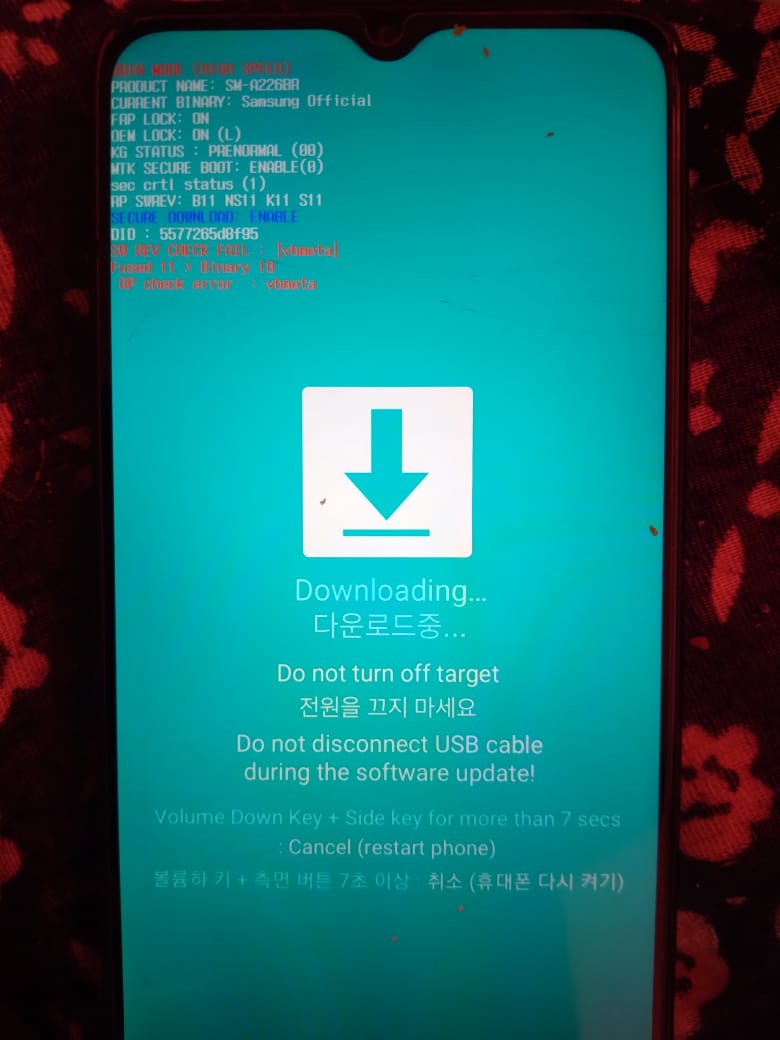 ODIN MODE (HIGH SPEED)
PRODUCT NAME: SM-A226BR
CURRENT BINARY: Samsung Official
FRP LOCK: ON
OEM LOCK: ON (L)
KG STATUS : PRENORMAL (00)
MTK SECURE BOOT: ENABLE(0)
sec crtl status (1)
RP SWREV: B11 NS11 K11 S11
SECURE DOWNLOAD: ENABLE
DID : 5577265d8f95
SW REV CHECK FAIL : [vbmeta]
Fused 11 > Binary 10
RP check error : vbmeta
Downloading...
다운로드중...
Do not turn off target
전원을 끄지 마세요
Do not disconnect USB cable
during the software update!
Volume Down Key + Side key for more than 7 secs
: Cancel (restart phone)
볼륨하 키 + 측면 버튼 7초 이상 : 취소 (휴대폰 다시 켜기)